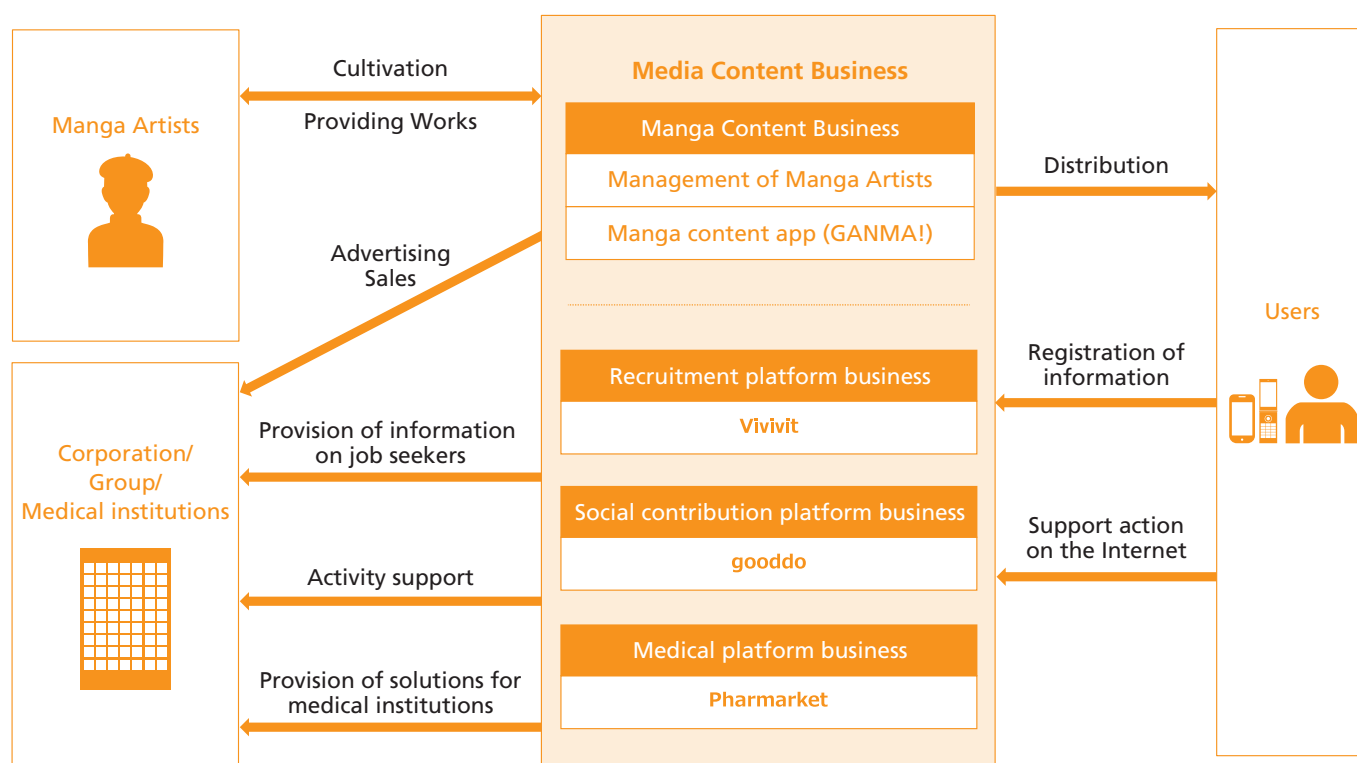 Manga Artists
Cultivation
Providing Works
Advertising
Sales
Corporation/
Group/
Medical institutions
Provision of information
on job seekers
Activity support
Provision of solutions for
medical institutions
Media Content Business
Manga Content Business
Management of Manga Artists
Manga content app (GANMA!)
Recruitment platform business
Vivivit
Social contribution platform business
gooddo
Medical platform business
Pharmarket
Distribution
Registration of
information
Support action
on the Internet
Users